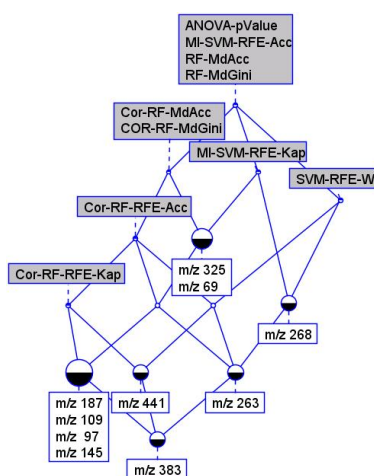 ANOVA-pValue
MI-SVM-RFE-Acc
RF-MdAcc
RF-MdGini
Cor-RF-MdAcc
COR-RF-MdGini
MI-SVM-RFE-Kap
SVM-RFE-W
Cor-RF-RFE-Acc
Cor-RF-RFE-Kap
m/z 325
m/z 69
m/z 268
m/z 187
m/z 109
m/z 97
m/z 145
m/z 441
m/z 263
m/z 383